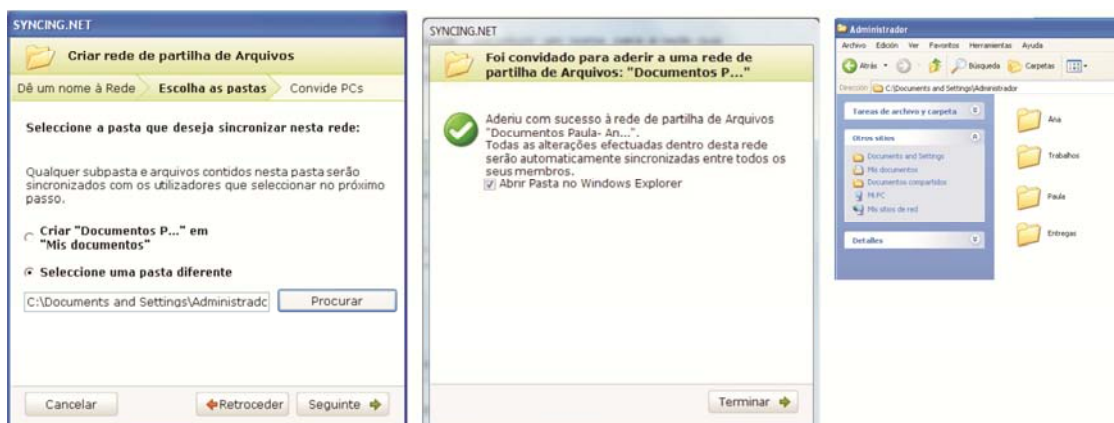 SYNCING.NET
Criar rede de partilha de Arquivos
Dê um nome à Rede Escolha as pastas Convide PCs
Seleccione a pasta que deseja sincronizar nesta rede:
Qualquer subpasta e arquivos contidos nesta pasta serão
sincronizados com os utilizadores que seleccionar no próximo
passo.
Criar "Documentos P..." em
"Mis documentos"
Seleccione uma pasta diferente
C:\Documents and Settings\Administradc
Procurar
Cancelar
Retroceder
Seguinte
SYNCING.NET
Foi convidado para aderir a uma rede de
partilha de Arquivos: "Documentos P..."
Aderiu com sucesso à rede de partilha de Arquivos
"Documentos Paula- An...".
Todas as alterações efectuadas dentro desta rede
serão automaticamente sincronizadas entre todos os
seus membros.
Abrir Pasta no Windows Explorer
Terminar
Administrador
Archivo Edición Ver Favoritos Herramientas Ayuda
Atrás Búsqueda Carpetas
Dirección C:\Documents and Settings\Administrador
Tareas de archivo y carpeta
Otros sitios
Documents and Settings
Mis documentos
Documentos compartidos
Mi PC
Mis sitios de red
Detalles
Ana
Trabalhos
Paula
Entregas